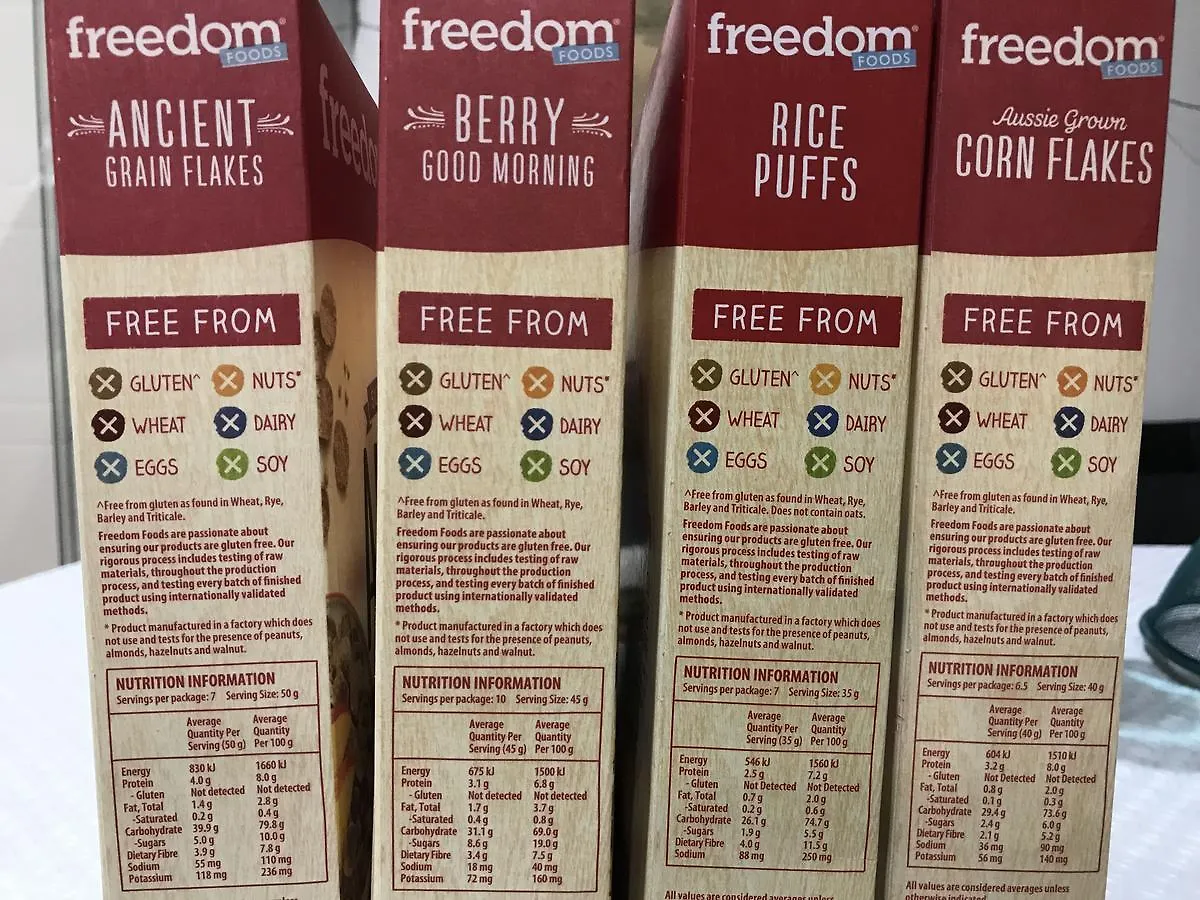 freedom
FOODS
ANCIENT
GRAIN FLAKES
FREE FROM
GLUTEN^ NUTS*
WHEAT DAIRY
EGGS SOY
^Free from gluten as found in Wheat, Rye,
Barley and Triticale.
Freedom Foods are passionate about
ensuring our products are gluten free. Our
rigorous process includes testing of raw
materials, throughout the production
process, and testing every batch of finished
product using internationally validated
methods.
* Product manufactured in a factory which does
not use and tests for the presence of peanuts,
almonds, hazelnuts and walnut.
NUTRITION INFORMATION
Servings per package: 7 Serving Size: 50 g
Average Average
Quantity Per Quantity
Serving (50 g) Per 100 g
Energy 830 kJ 1660 kJ
Protein 4.0 g 8.0 g
- Gluten Not detected Not detected
Fat, Total 1.4 g 2.8 g
-Saturated 0.2 g 0.4 g
Carbohydrate 39.9 g 79.8 g
-Sugars 5.0 g 10.0 g
Dietary Fibre 3.9 g 7.8 g
Sodium 55 mg 110 mg
Potassium 118 mg 236 mg
freedom
FOODS
BERRY
GOOD MORNING
FREE FROM
GLUTEN^ NUTS*
WHEAT DAIRY
EGGS SOY
^Free from gluten as found in Wheat, Rye,
Barley and Triticale.
Freedom Foods are passionate about
ensuring our products are gluten free. Our
rigorous process includes testing of raw
materials, throughout the production
process, and testing every batch of finished
product using internationally validated
methods.
* Product manufactured in a factory which does
not use and tests for the presence of peanuts,
almonds, hazelnuts and walnut.
NUTRITION INFORMATION
Servings per package: 10 Serving Size: 45 g
Average Average
Quantity Per Quantity
Serving (45 g) Per 100 g
Energy 675 kJ 1500 kJ
Protein 3.1 g 6.8 g
- Gluten Not detected Not detected
Fat, Total 1.7 g 3.7 g
-Saturated 0.4 g 0.8 g
Carbohydrate 31.1 g 69.0 g
-Sugars 8.6 g 19.0 g
Dietary Fibre 3.4 g 7.5 g
Sodium 18 mg 40 mg
Potassium 72 mg 160 mg
freedom
FOODS
RICE
PUFFS
FREE FROM
GLUTEN^ NUTS*
WHEAT DAIRY
EGGS SOY
^Free from gluten as found in Wheat, Rye,
Barley and Triticale. Does not contain oats.
Freedom Foods are passionate about
ensuring our products are gluten free. Our
rigorous process includes testing of raw
materials, throughout the production
process, and testing every batch of finished
product using internationally validated
methods.
* Product manufactured in a factory which does
not use and tests for the presence of peanuts,
almonds, hazelnuts and walnut.
NUTRITION INFORMATION
Servings per package: 7 Serving Size: 35 g
Average Average
Quantity Per Quantity
Serving (35 g) Per 100 g
Energy 546 kJ 1560 kJ
Protein 2.5 g 7.2 g
- Gluten Not Detected Not Detected
Fat, Total 0.7 g 2.0 g
-Saturated 0.2 g 0.6 g
Carbohydrate 26.1 g 74.7 g
-Sugars 1.9 g 5.5 g
Dietary Fibre 4.0 g 11.5 g
Sodium 88 mg 250 mg
All values are considered averages unless
freedom
FOODS
Aussie Grown
CORN FLAKES
FREE FROM
GLUTEN^ NUTS*
WHEAT DAIRY
EGGS SOY
^Free from gluten as found in Wheat, Rye,
Barley and Triticale.
Freedom Foods are passionate about
ensuring our products are gluten free. Our
rigorous process includes testing of raw
materials, throughout the production
process, and testing every batch of finished
product using internationally validated
methods.
* Product manufactured in a factory which does
not use and tests for the presence of peanuts,
almonds, hazelnuts and walnut.
NUTRITION INFORMATION
Servings per package: 6.5 Serving Size: 40 g
Average Average
Quantity Per Quantity
Serving (40 g) Per 100 g
Energy 604 kJ 1510 kJ
Protein 3.2 g 8.0 g
- Gluten Not Detected Not Detected
Fat, Total 0.8 g 2.0 g
-Saturated 0.1 g 0.3 g
Carbohydrate 29.4 g 73.6 g
-Sugars 2.4 g 6.0 g
Dietary Fibre 2.1 g 5.2 g
Sodium 36 mg 90 mg
Potassium 56 mg 140 mg
All values are considered averages unless
otherwise indicated